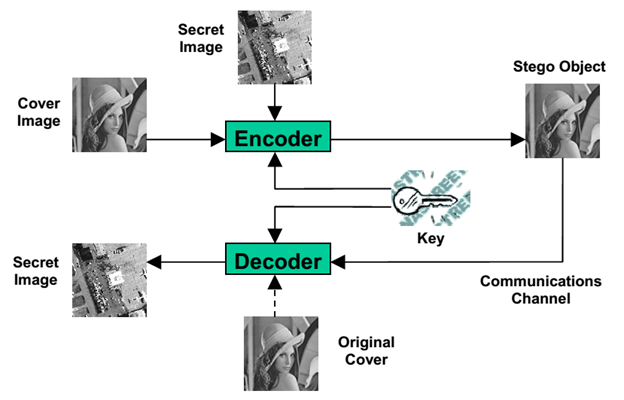 Secret
Image
Stego Object
Cover
Image
Encoder
Key
Secret
Image
Decoder
Communications
Channel
Original
Cover